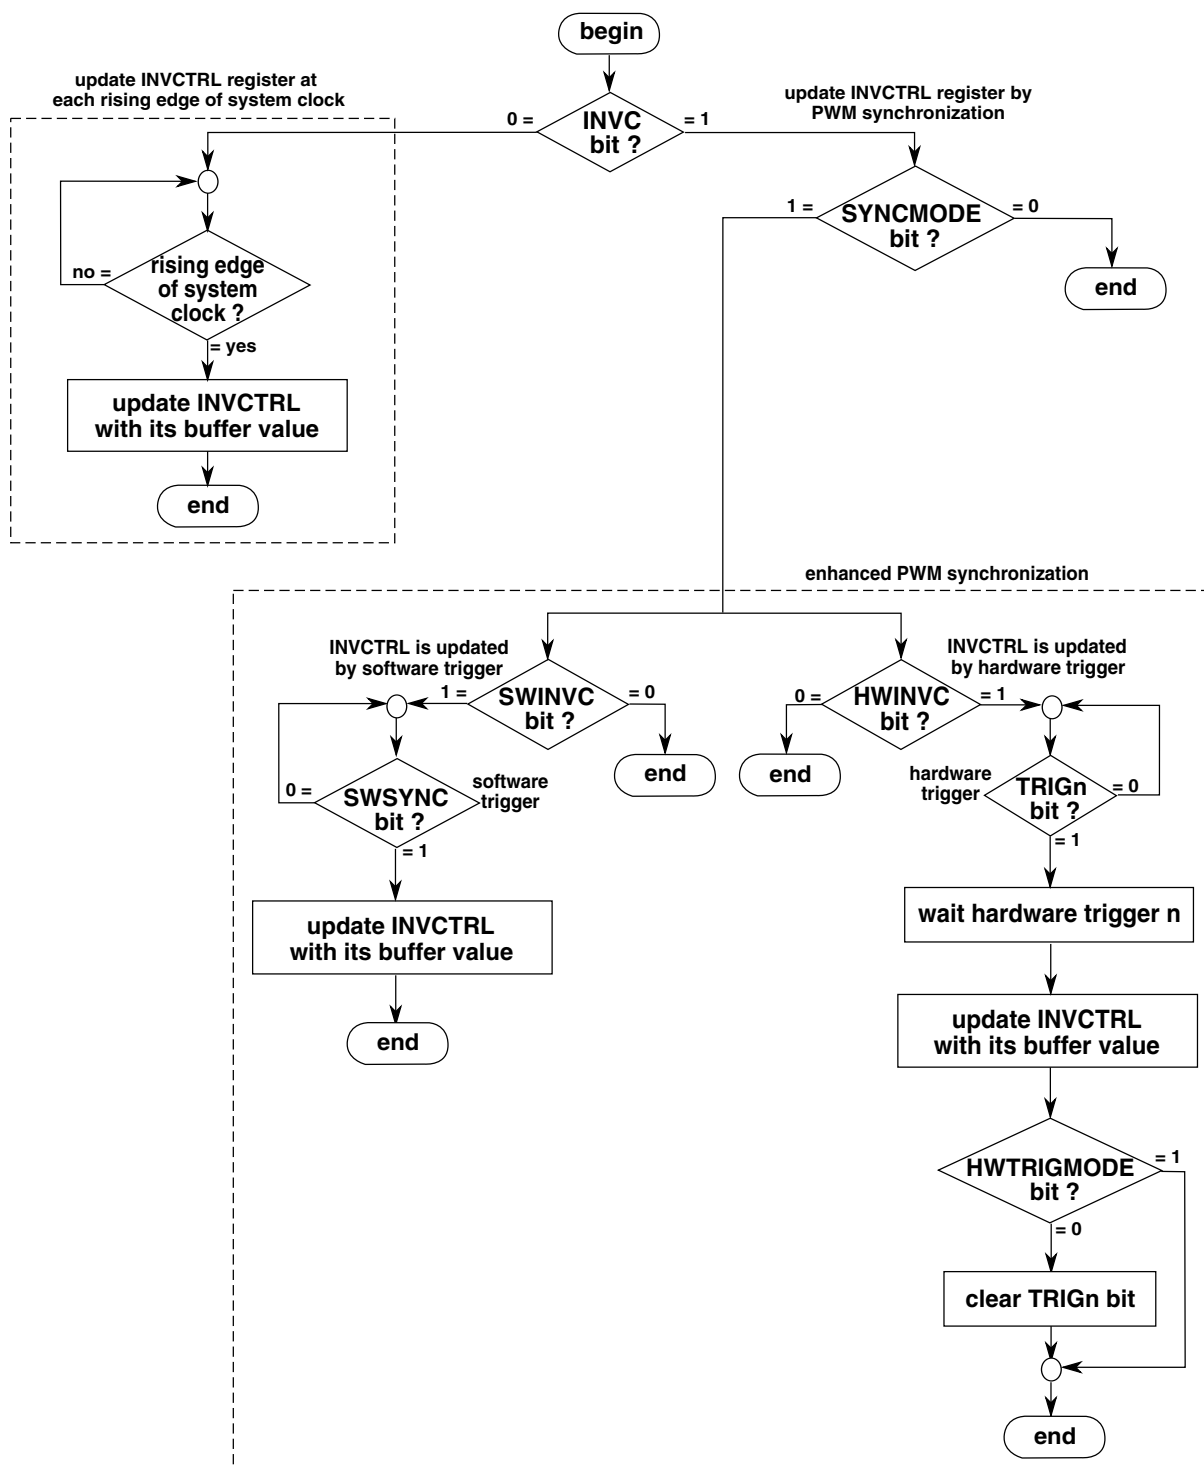 begin
update INVCTRL register at
each rising edge of system clock
update INVCTRL register by
PWM synchronization
0 =
INVC
bit ?
= 1
1 =
SYNCMODE
bit ?
= 0
end
no =
rising edge
of system
clock ?
= yes
update INVCTRL
with its buffer value
end
enhanced PWM synchronization
INVCTRL is updated
by software trigger
INVCTRL is updated
by hardware trigger
1 =
SWINVC
bit ?
= 0
end
0 =
HWINVC
bit ?
= 1
end
0 =
SWSYNC
bit ?
software
trigger
= 1
hardware
trigger
TRIGn
bit ?
= 0
= 1
update INVCTRL
with its buffer value
end
wait hardware trigger n
update INVCTRL
with its buffer value
HWTRIGMODE
bit ?
= 1
= 0
clear TRIGn bit
end